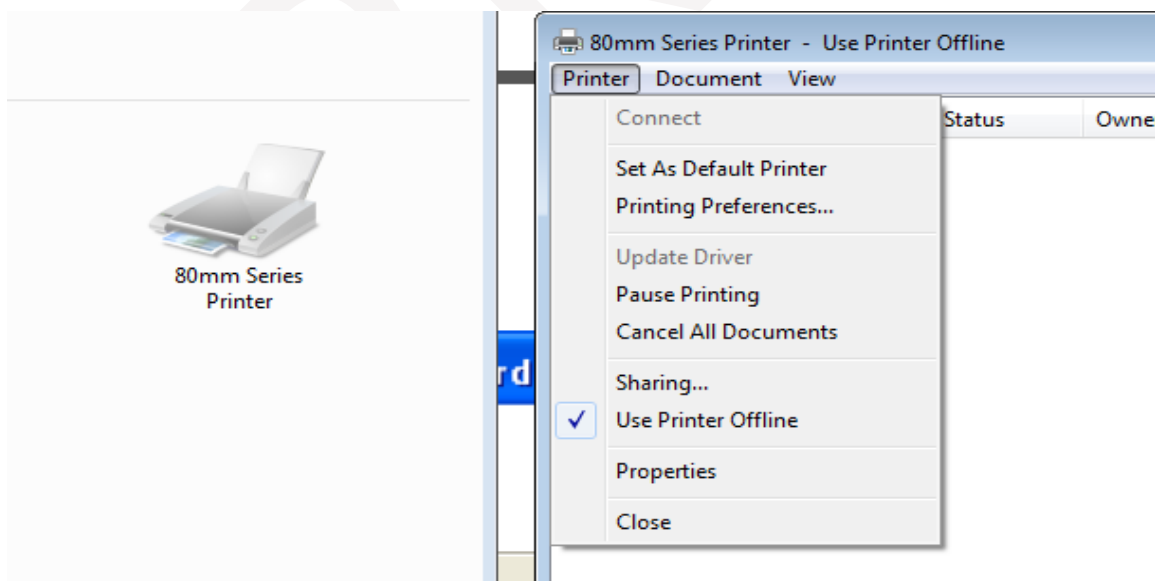 80mm Series Printer - Use Printer Offline
Printer Document View
Connect
Status Owne
Set As Default Printer
Printing Preferences...
Update Driver
Pause Printing
Cancel All Documents
Sharing...
Use Printer Offline
Properties
Close
80mm Series
Printer
rd